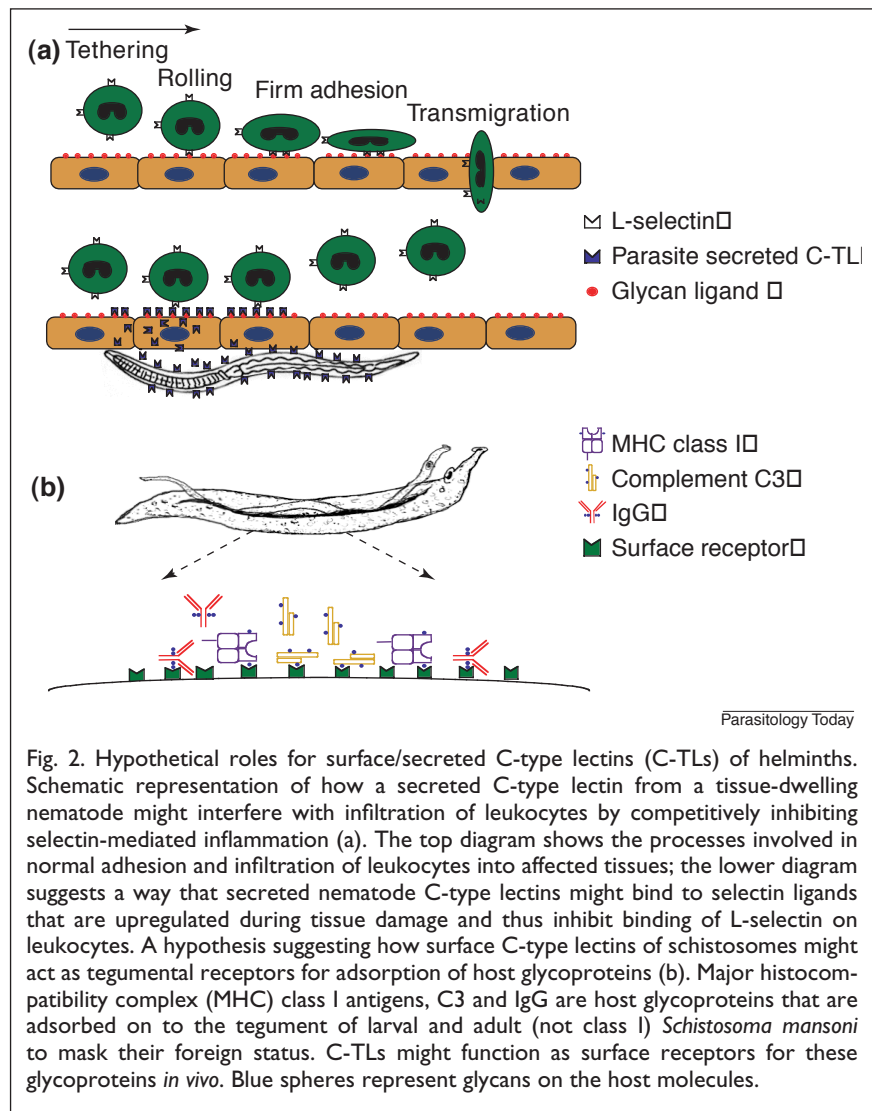 (a) Tethering
Rolling
Firm adhesion
Transmigration
L-selectin
Parasite secreted C-TL
Glycan ligand
MHC class I
(b)
Complement C3
IgG
Surface receptor
Parasitology Today
Fig. 2. Hypothetical roles for surface/secreted C-type lectins (C-TLs) of helminths.
Schematic representation of how a secreted C-type lectin from a tissue-dwelling
nematode might interfere with infiltration of leukocytes by competitively inhibiting
selectin-mediated inflammation (a). The top diagram shows the processes involved in
normal adhesion and infiltration of leukocytes into affected tissues; the lower diagram
suggests a way that secreted nematode C-type lectins might bind to selectin ligands
that are upregulated during tissue damage and thus inhibit binding of L-selectin on
leukocytes. A hypothesis suggesting how surface C-type lectins of schistosomes might
act as tegumental receptors for adsorption of host glycoproteins (b). Major histocom-
patibility complex (MHC) class I antigens, C3 and IgG are host glycoproteins that are
adsorbed on to the tegument of larval and adult (not class I) Schistosoma mansoni
to mask their foreign status. C-TLs might function as surface receptors for these
glycoproteins in vivo. Blue spheres represent glycans on the host molecules.